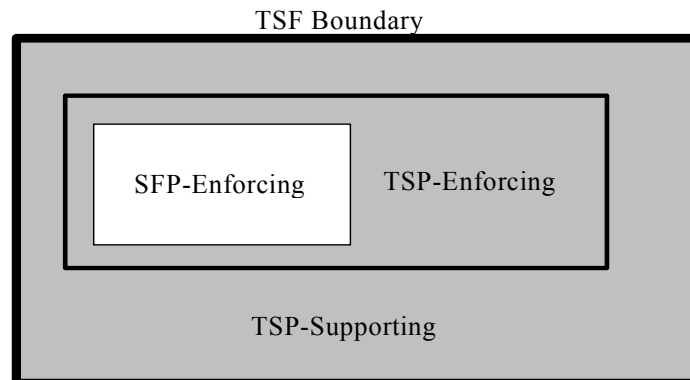 TSF Boundary
SFP-Enforcing
TSP-Enforcing
TSP-Supporting